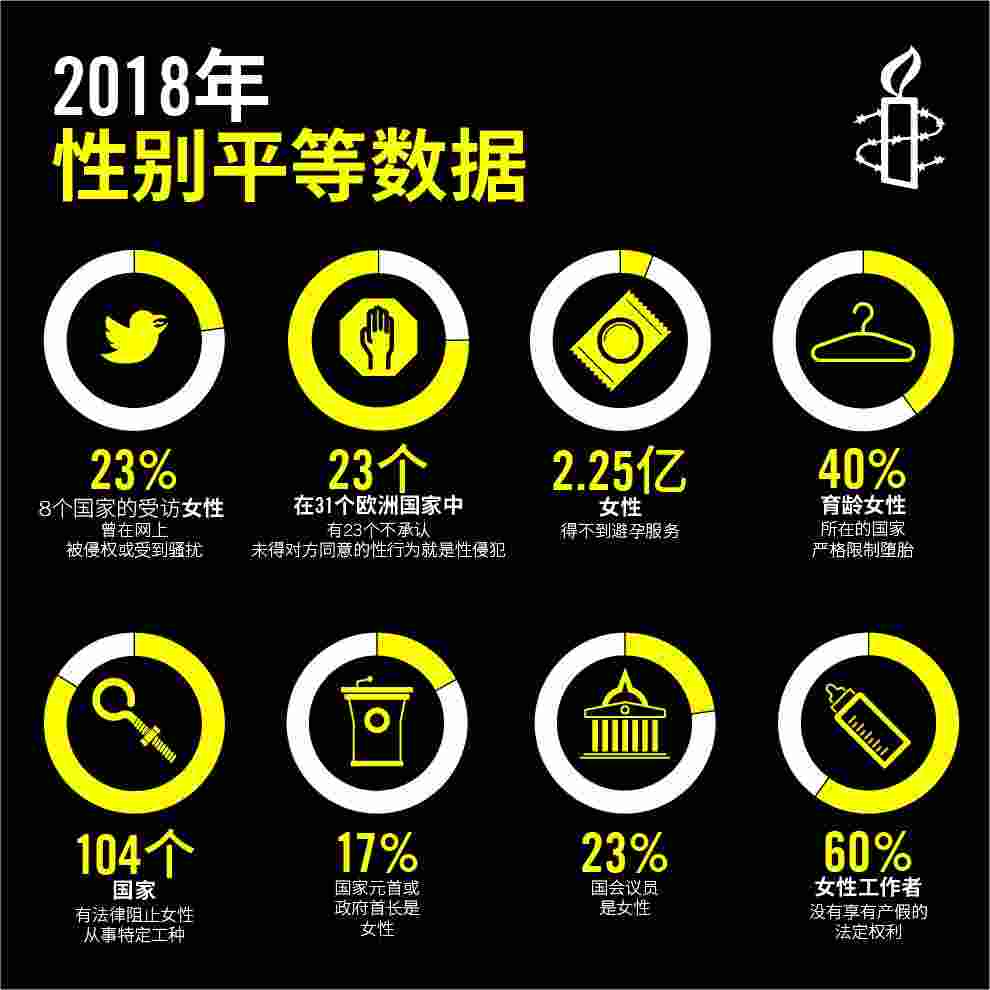 2018年
性别平等数据
23%
8个国家的受访女性
曾在网上
被侵权或受到骚扰
23个
在31个欧洲国家中
有23个不承认
未得对方同意的性行为就是性侵犯
2.25亿
女性
得不到避孕服务
40%
育龄女性
所在的国家
严格限制堕胎
104个
国家
有法律阻止女性
从事特定工种
17%
国家元首或
政府首长是
女性
23%
国会议员
是女性
60%
女性工作者
没有享有产假的
法定权利